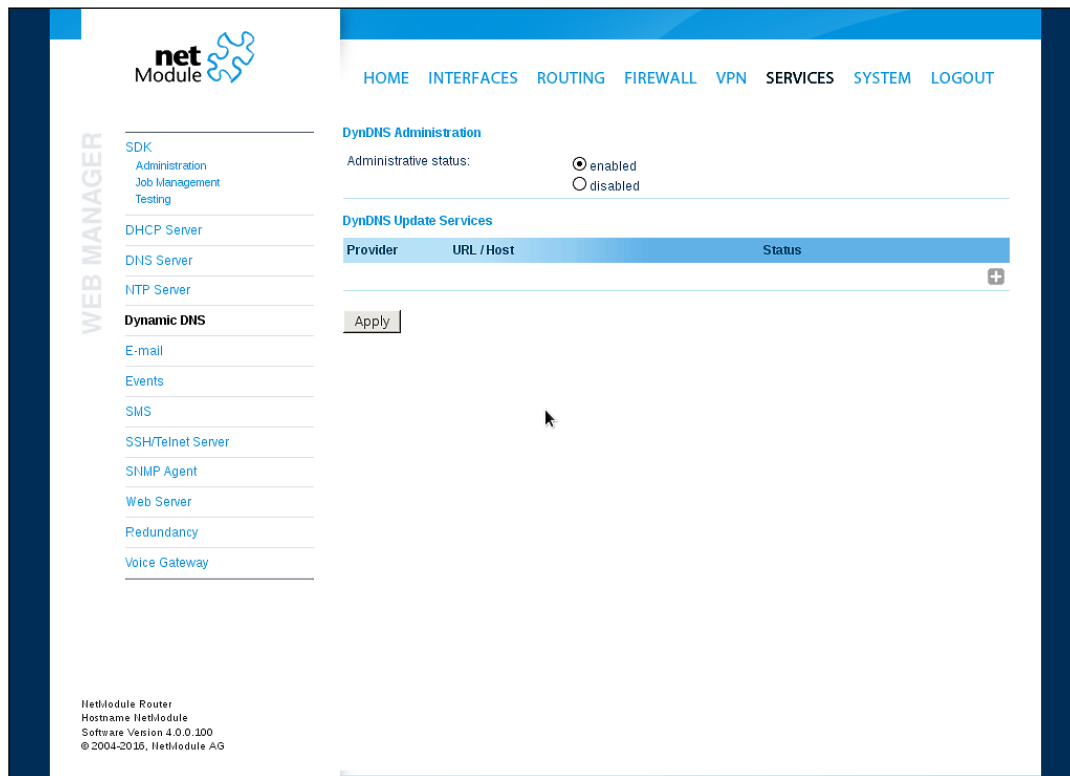 net
Module
HOME INTERFACES ROUTING FIREWALL VPN SERVICES SYSTEM LOGOUT
WEB MANAGER
SDK
Administration
Job Management
Testing
DHCP Server
DNS Server
NTP Server
Dynamic DNS
E-mail
Events
SMS
SSH/Telnet Server
SNMP Agent
Web Server
Redundancy
Voice Gateway
DynDNS Administration
Administrative status:
enabled
disabled
DynDNS Update Services
Provider URL / Host Status
Apply
NetModule Router
Hostname NetModule
Software Version 4.0.0.100
© 2004-2016, NetModule AG